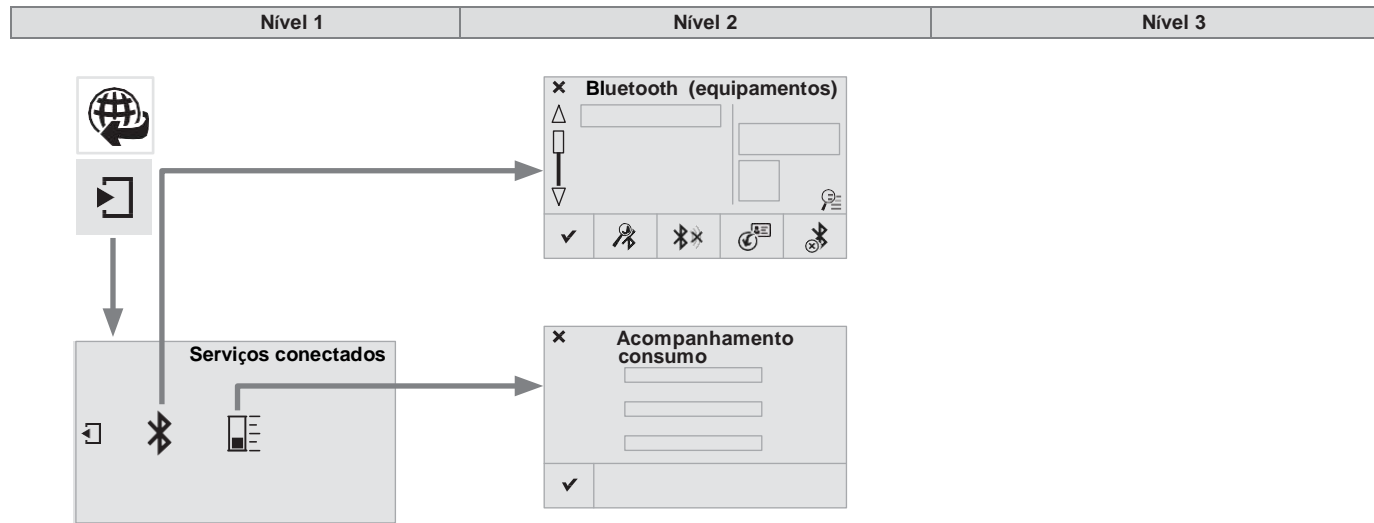 Nível 1
Nível 2
Nível 3
Bluetooth (equipamentos)
Serviços conectados
Acompanhamento
consumo